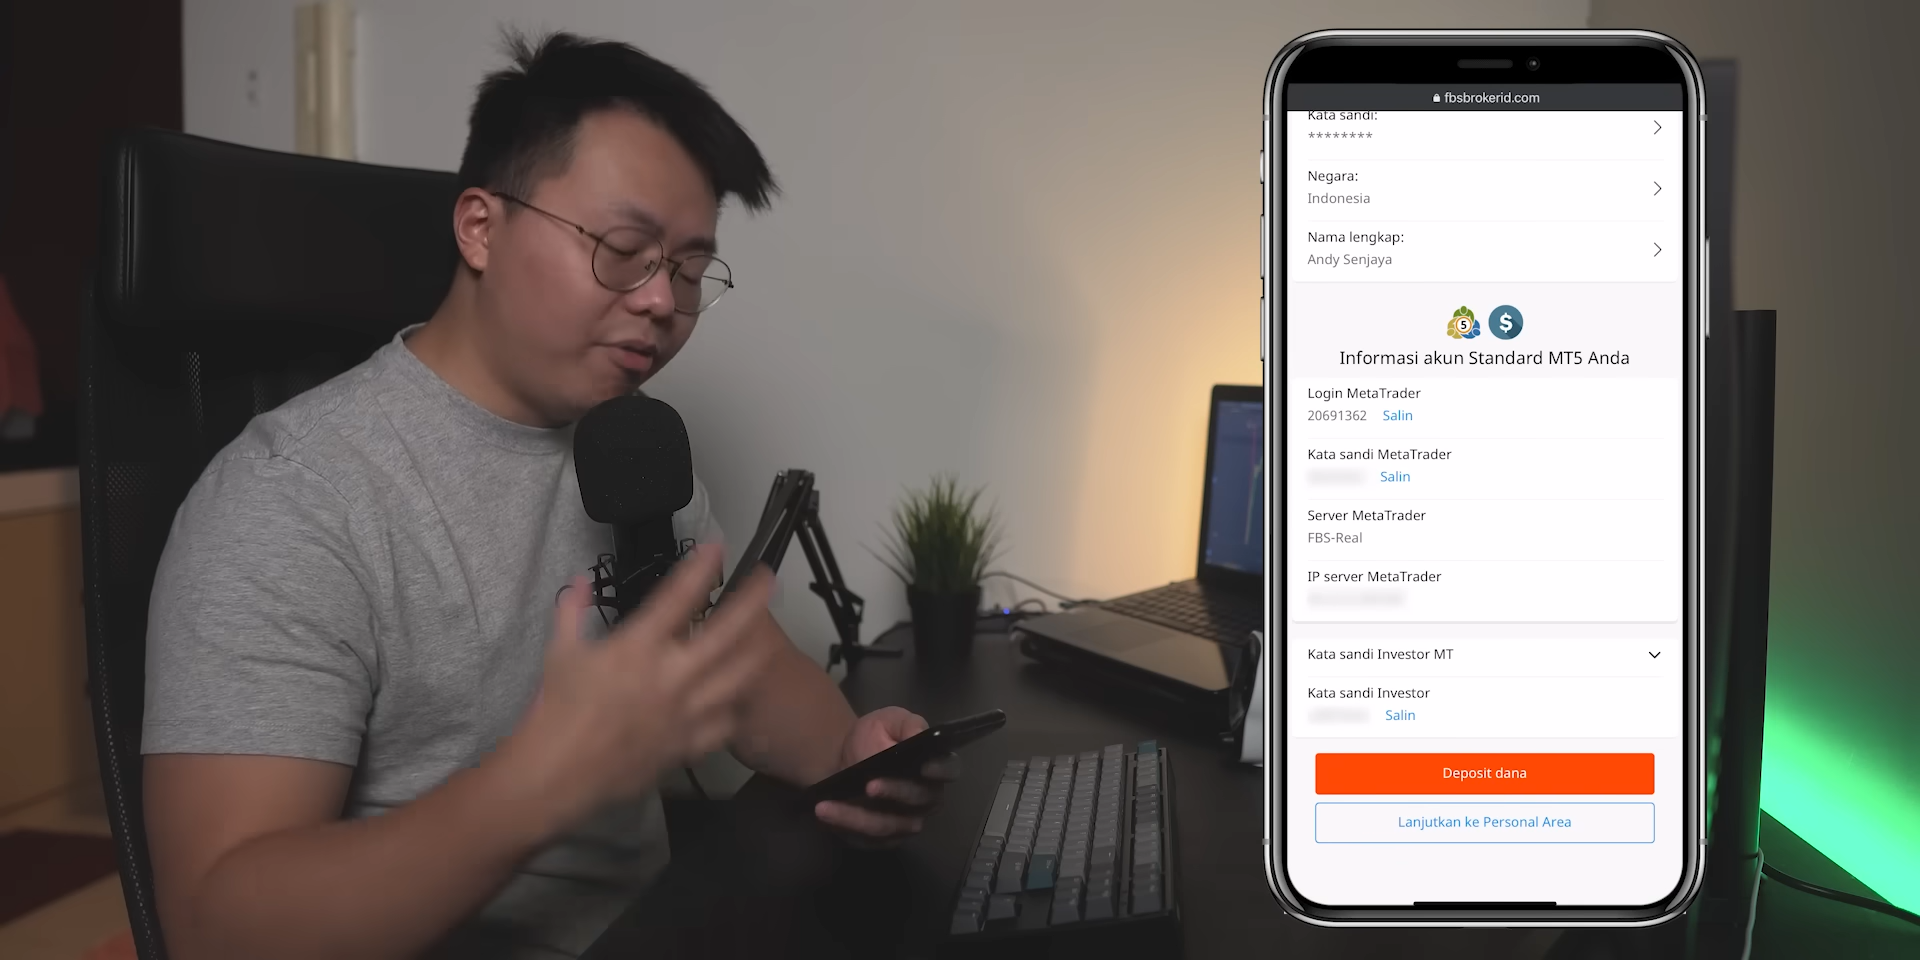 fbsbrokerid.com
Kata sandi:
********
Negara:
Indonesia
Nama lengkap:
Andy Senjaya
5
$
Informasi akun Standard MT5 Anda
Login MetaTrader
20691362 Salin
Kata sandi MetaTrader
Salin
Server MetaTrader
FBS-Real
IP server MetaTrader
Kata sandi Investor MT
Kata sandi Investor
Salin
Deposit dana
Lanjutkan ke Personal Area